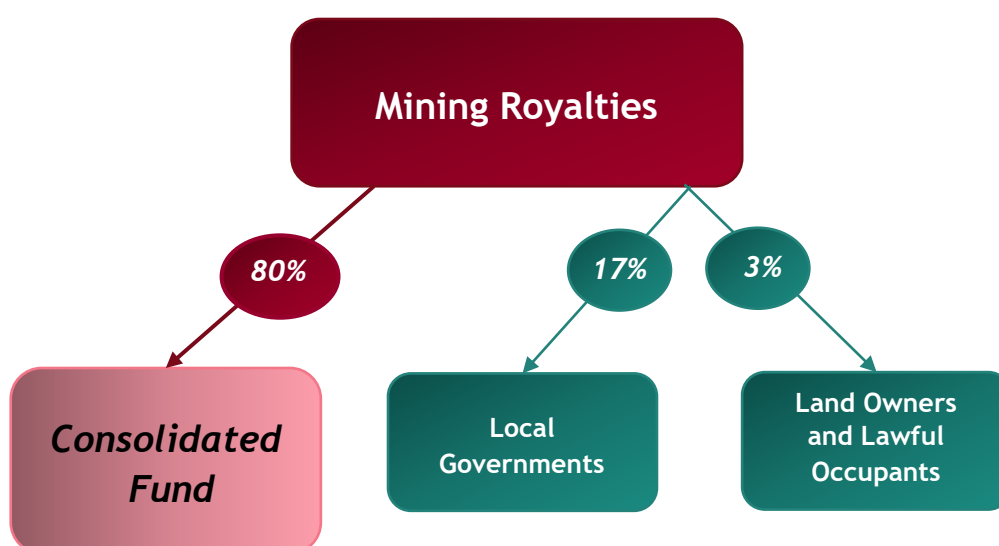 Mining Royalties
80%
17%
3%
Consolidated
Fund
Local
Governments
Land Owners
and Lawful
Occupants